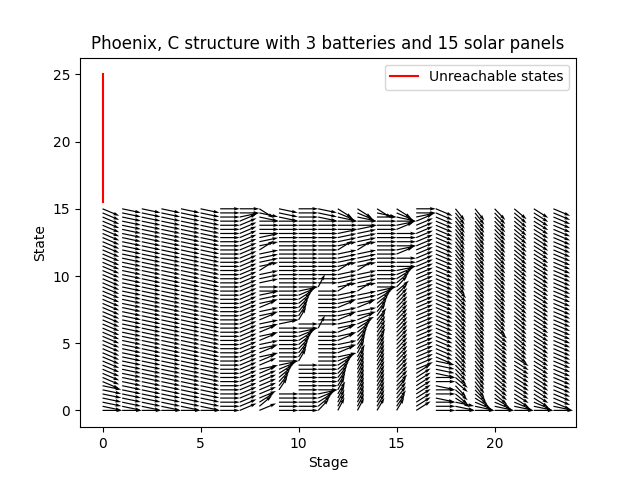 Phoenix, C structure with 3 batteries and 15 solar panels
Unreachable states
State
25
20
15
10
5
0
0 5 10 15 20
Stage